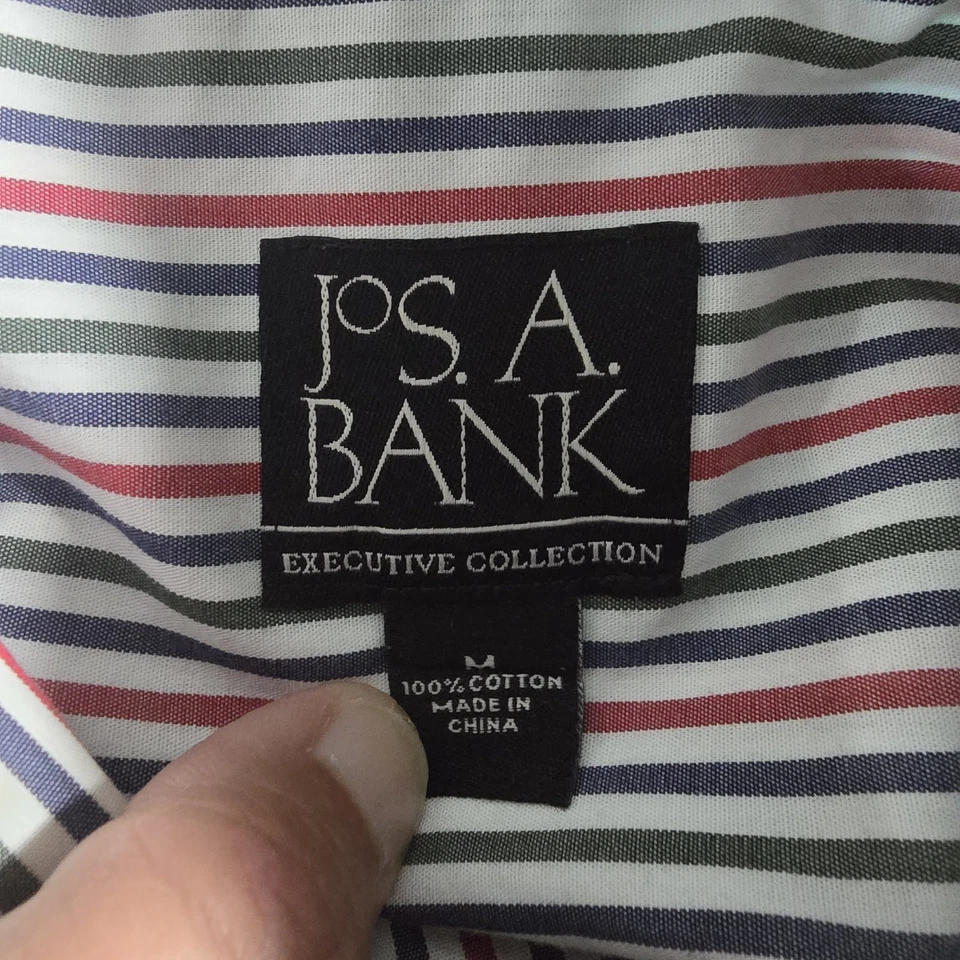 JoS. A.
BANK
EXECUTIVE COLLECTION
M
100% COTTON
MADE IN
CHINA